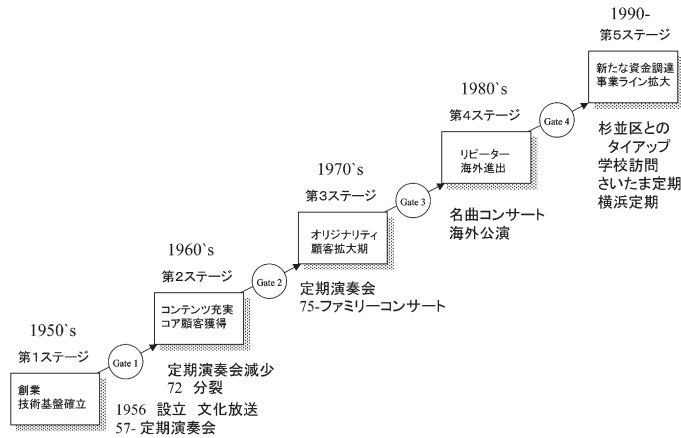 1950`s
第１ステージ
創業
技術基盤確立
Gate 1
1956 設立 文化放送
57- 定期演奏会
1960`s
第２ステージ
コンテンツ充実
コア顧客獲得
Gate 2
定期演奏会減少
72 分裂
1970`s
第３ステージ
オリジナリティ
顧客拡大期
Gate 3
定期演奏会
75-ファミリーコンサート
1980`s
第４ステージ
リピーター
海外進出
Gate 4
名曲コンサート
海外公演
1990-
第５ステージ
新たな資金調達
事業ライン拡大
杉並区との
タイアップ
学校訪問
さいたま定期
横浜定期